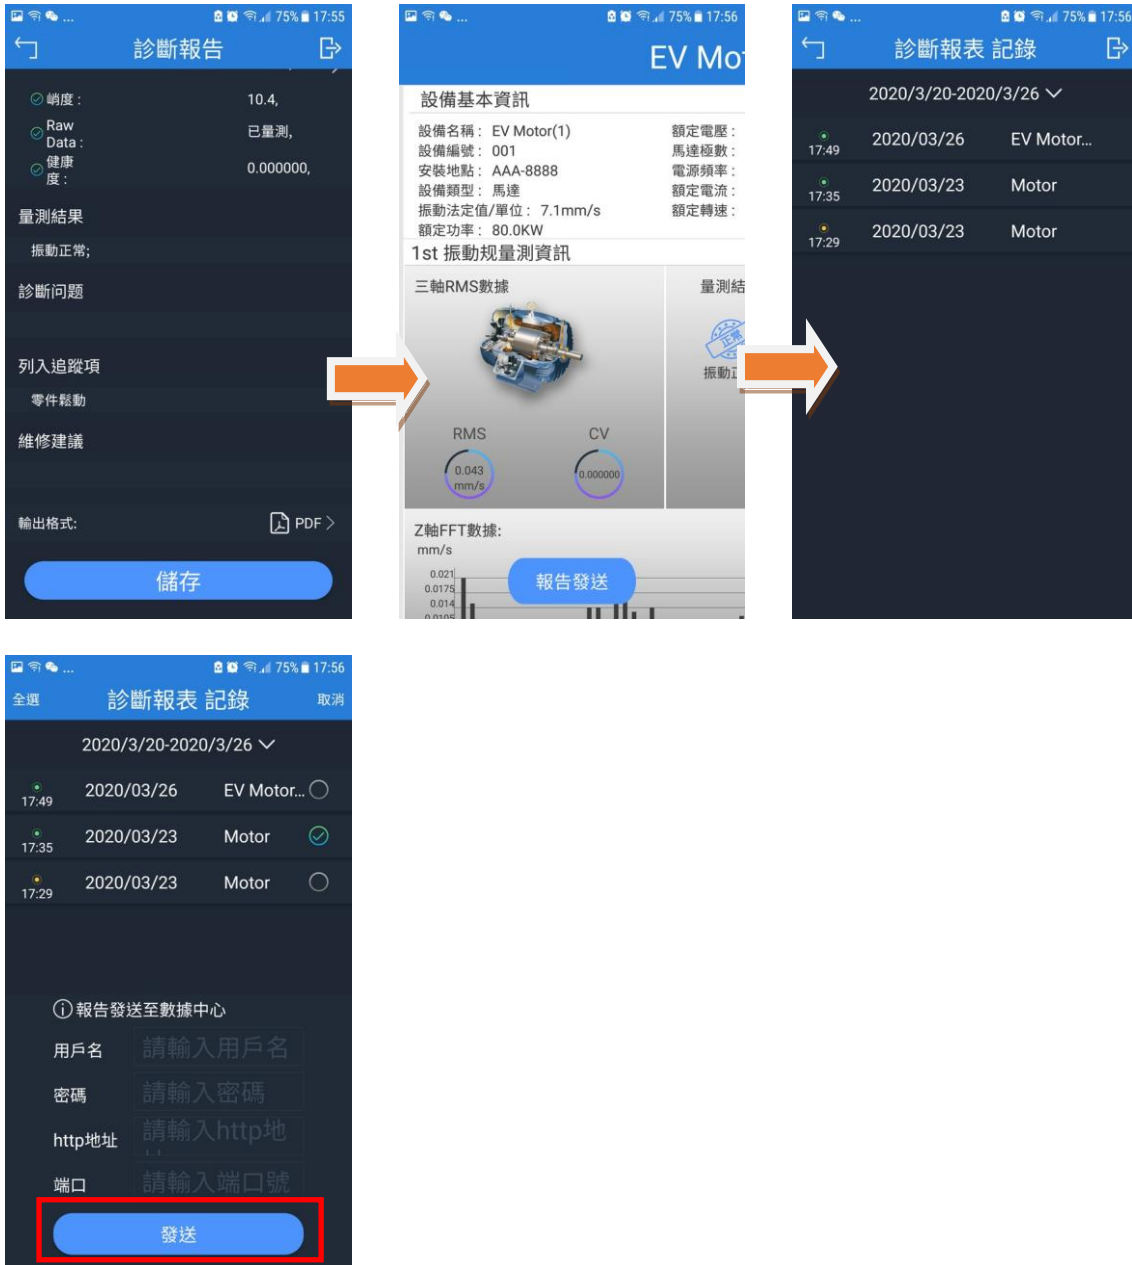 ... 75% 17:55
診斷報告
峭度 : 10.4,
Raw Data : 已量測,
健康度 : 0.000000,
量測結果
振動正常;
診斷问题
列入追蹤項
零件鬆動
維修建議
輸出格式: PDF
儲存
... 75% 17:56
EV Mo
設備基本資訊
設備名稱 : EV Motor(1) 額定電壓 :
設備編號 : 001 馬達極數 :
安裝地點 : AAA-8888 電源頻率 :
設備類型 : 馬達 額定電流 :
振動法定值/單位 : 7.1mm/s 額定轉速 :
額定功率 : 80.0KW
1st 振動规量測資訊
三軸RMS數據 量測結
正常
振動
RMS CV
0.043 mm/s 0.000000
Z軸FFT數據:
mm/s
0.021
0.0175
0.014
0.0105
報告發送
... 75% 17:56
診斷報表 記錄
2020/3/20-2020/3/26
17:49 2020/03/26 EV Motor...
17:35 2020/03/23 Motor
17:29 2020/03/23 Motor
... 75% 17:56
全選 診斷報表 記錄 取消
2020/3/20-2020/3/26
17:49 2020/03/26 EV Motor...
17:35 2020/03/23 Motor
17:29 2020/03/23 Motor
報告發送至數據中心
用戶名 請輸入用戶名
密碼 請輸入密碼
http地址 請輸入http地
端口 請輸入端口號
發送